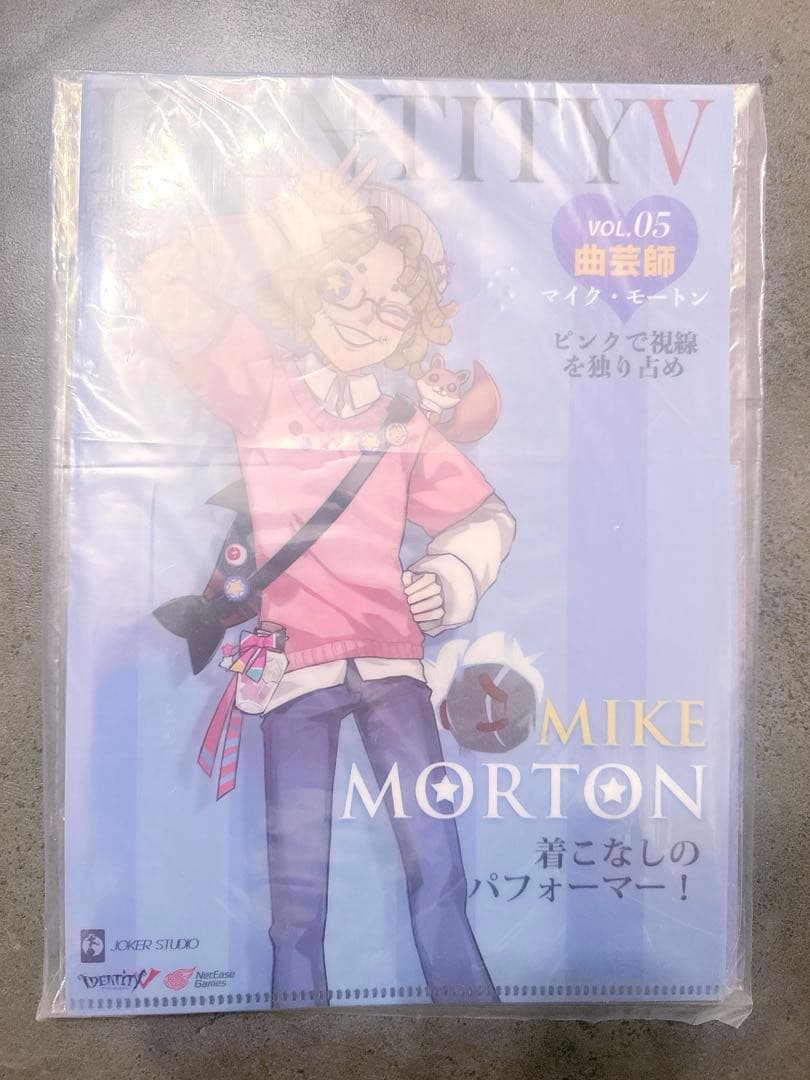 IDENTITY V
VOL.05
曲芸師
マイク・モートン
ピンクで視線
を独り占め
MIKE
MORTON
着こなしの
パフォーマー！
JOKER STUDIO
IDENTITY V
NetEase
Games